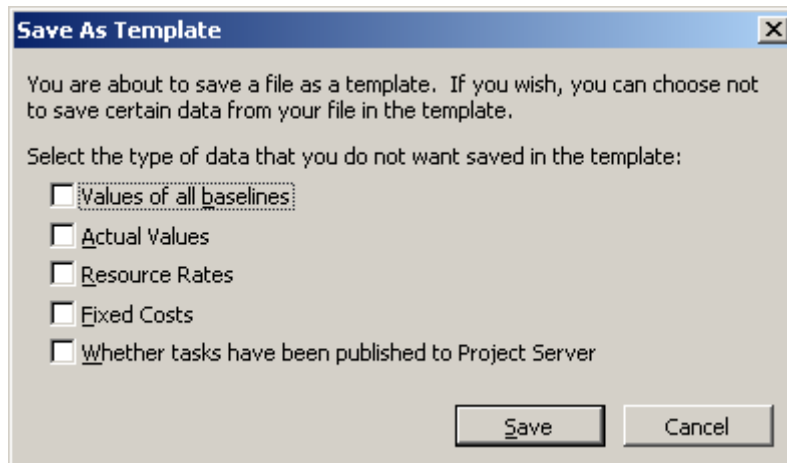 Save As Template
You are about to save a file as a template.  If you wish, you can choose not
to save certain data from your file in the template.
Select the type of data that you do not want saved in the template:
Values of all baselines
Actual Values
Resource Rates
Fixed Costs
Whether tasks have been published to Project Server
Save Cancel